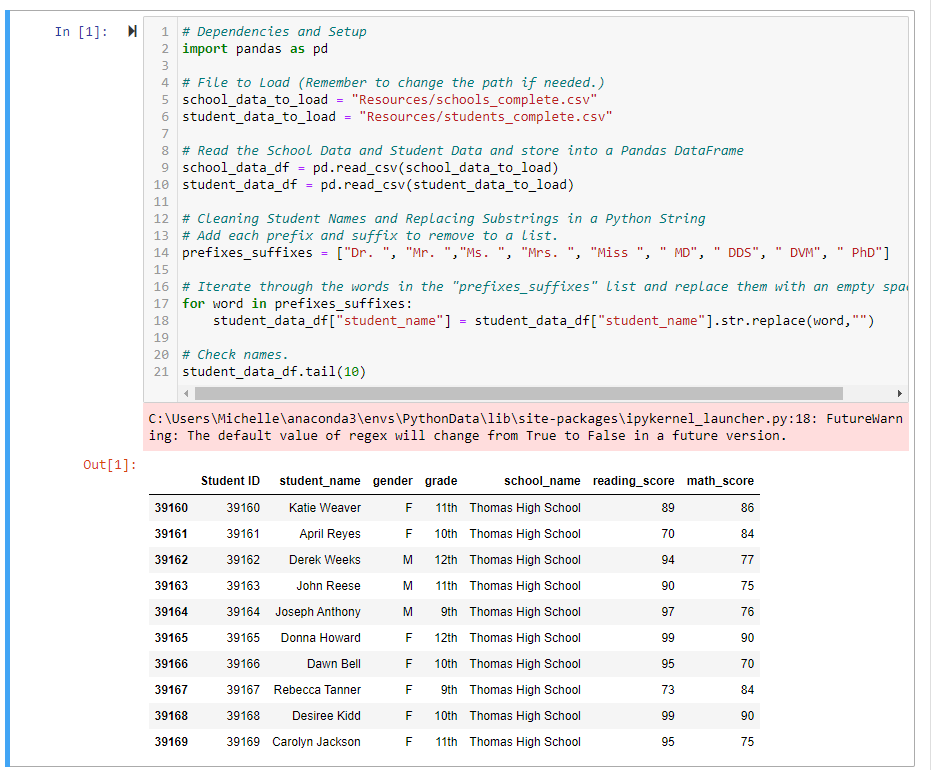 In [1]:
1 # Dependencies and Setup
2 import pandas as pd
3
4 # File to Load (Remember to change the path if needed.)
5 school_data_to_load = "Resources/schools_complete.csv"
6 student_data_to_load = "Resources/students_complete.csv"
7
8 # Read the School Data and Student Data and store into a Pandas DataFrame
9 school_data_df = pd.read_csv(school_data_to_load)
10 student_data_df = pd.read_csv(student_data_to_load)
11
12 # Cleaning Student Names and Replacing Substrings in a Python String
13 # Add each prefix and suffix to remove to a list.
14 prefixes_suffixes = ["Dr. ", "Mr. ","Ms. ", "Mrs. ", "Miss ", " MD", " DDS", " DVM", " PhD"]
15
16 # Iterate through the words in the "prefixes_suffixes" list and replace them with an empty spa
17 for word in prefixes_suffixes:
18     student_data_df["student_name"] = student_data_df["student_name"].str.replace(word,"")
19
20 # Check names.
21 student_data_df.tail(10)
C:\Users\Michelle\anaconda3\envs\PythonData\lib\site-packages\ipykernel_launcher.py:18: FutureWarn
ing: The default value of regex will change from True to False in a future version.
Out[1]:
Student ID student_name gender grade school_name reading_score math_score
39160 39160 Katie Weaver F 11th Thomas High School 89 86
39161 39161 April Reyes F 10th Thomas High School 70 84
39162 39162 Derek Weeks M 12th Thomas High School 94 77
39163 39163 John Reese M 11th Thomas High School 90 75
39164 39164 Joseph Anthony M 9th Thomas High School 97 76
39165 39165 Donna Howard F 12th Thomas High School 99 90
39166 39166 Dawn Bell F 10th Thomas High School 95 70
39167 39167 Rebecca Tanner F 9th Thomas High School 73 84
39168 39168 Desiree Kidd F 10th Thomas High School 99 90
39169 39169 Carolyn Jackson F 11th Thomas High School 95 75